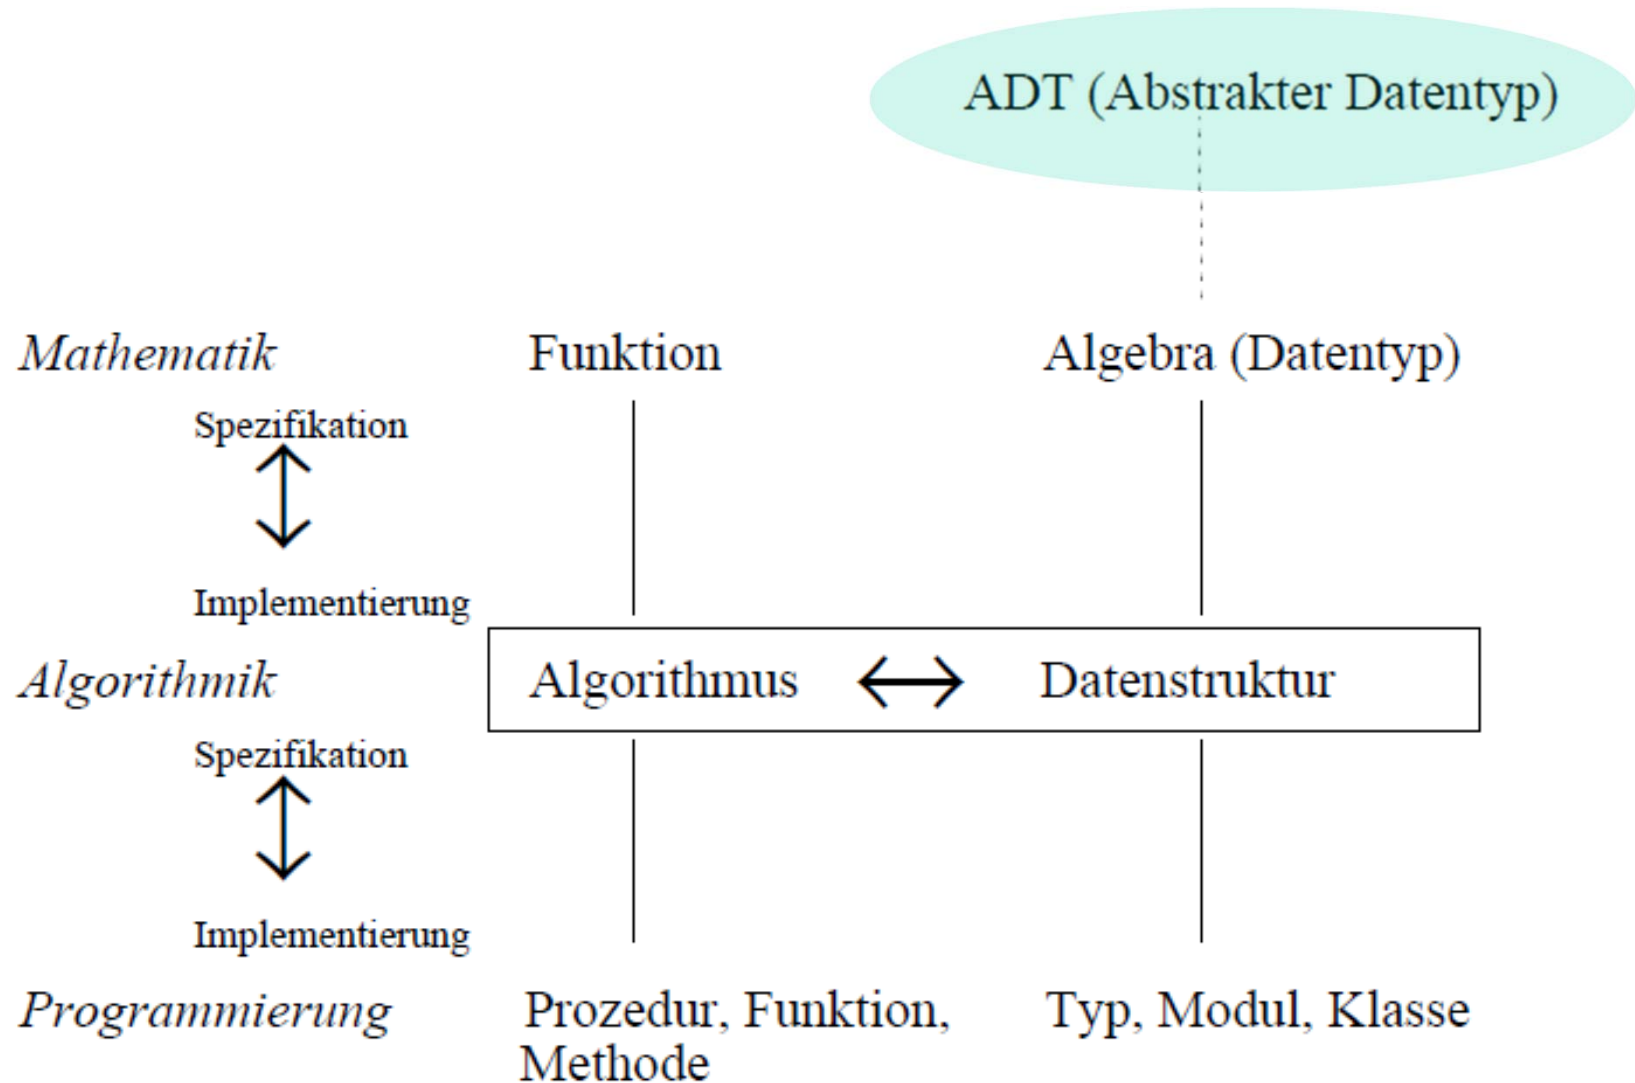 ADT (Abstrakter Datentyp)
Mathematik Funktion Algebra (Datentyp)
Spezifikation
Implementierung
Algorithmik Algorithmus Datenstruktur
Spezifikation
Implementierung
Programmierung Prozedur, Funktion, Typ, Modul, Klasse
Methode